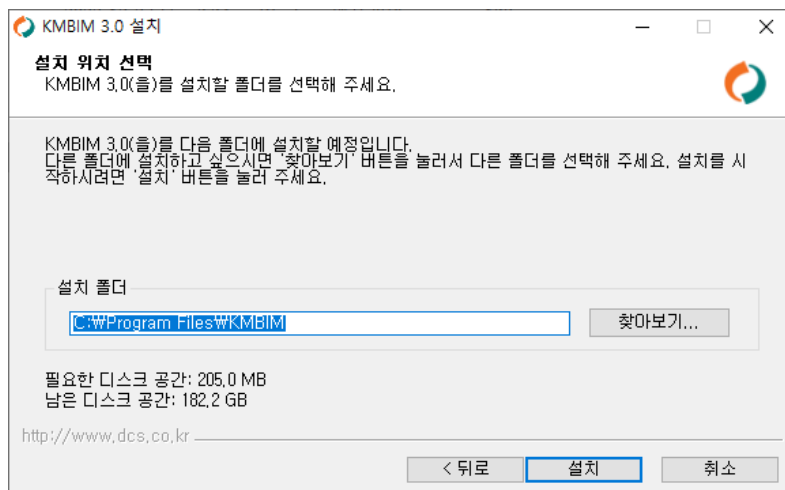 KMBIM 3.0 설치
설치 위치 선택
KMBIM 3.0(을)를 설치할 폴더를 선택해 주세요.
KMBIM 3.0(을)를 다음 폴더에 설치할 예정입니다.
다른 폴더에 설치하고 싶으시면 '찾아보기' 버튼을 눌러서 다른 폴더를 선택해 주세요. 설치를 시
작하시려면 '설치' 버튼을 눌러 주세요.
설치 폴더
C:₩Program Files₩KMBIM
찾아보기...
필요한 디스크 공간: 205.0 MB
남은 디스크 공간: 182.2 GB
http://www.dcs.co.kr
< 뒤로
설치
취소